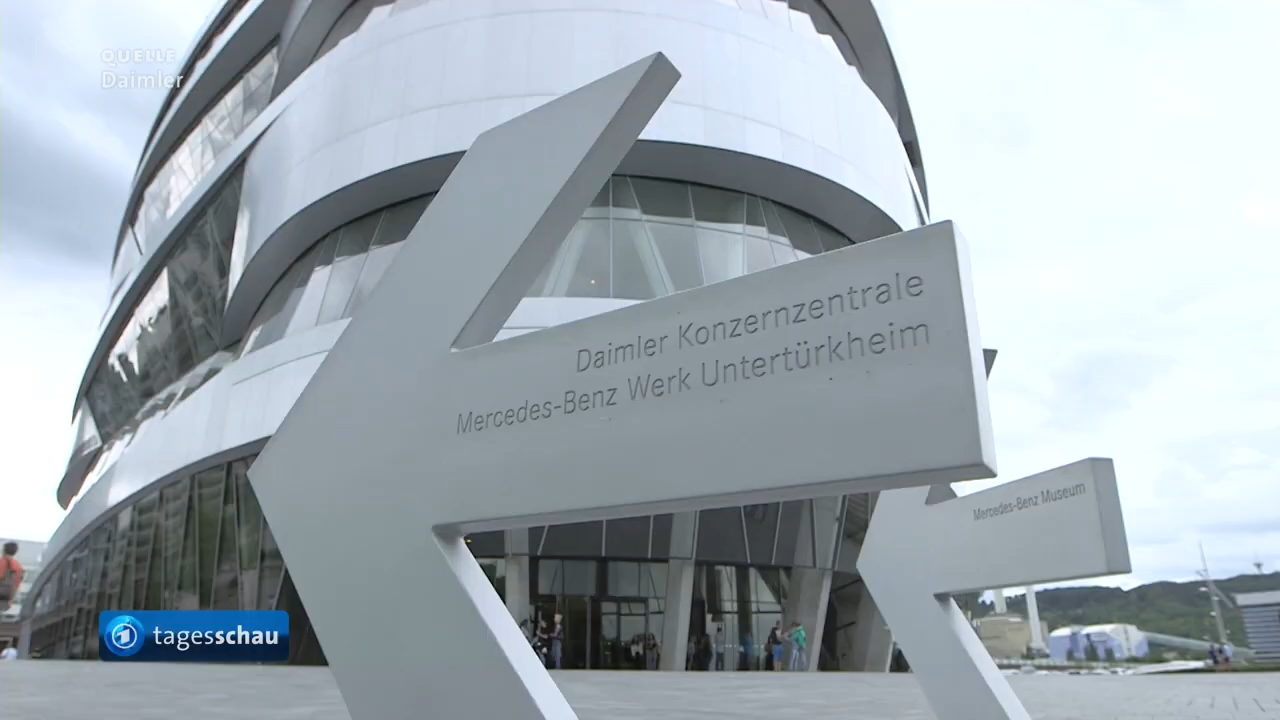 QUELLE
Daimler
Daimler Konzernzentrale
Mercedes-Benz Werk Untertürkheim
Mercedes-Benz Museum
tagesschau